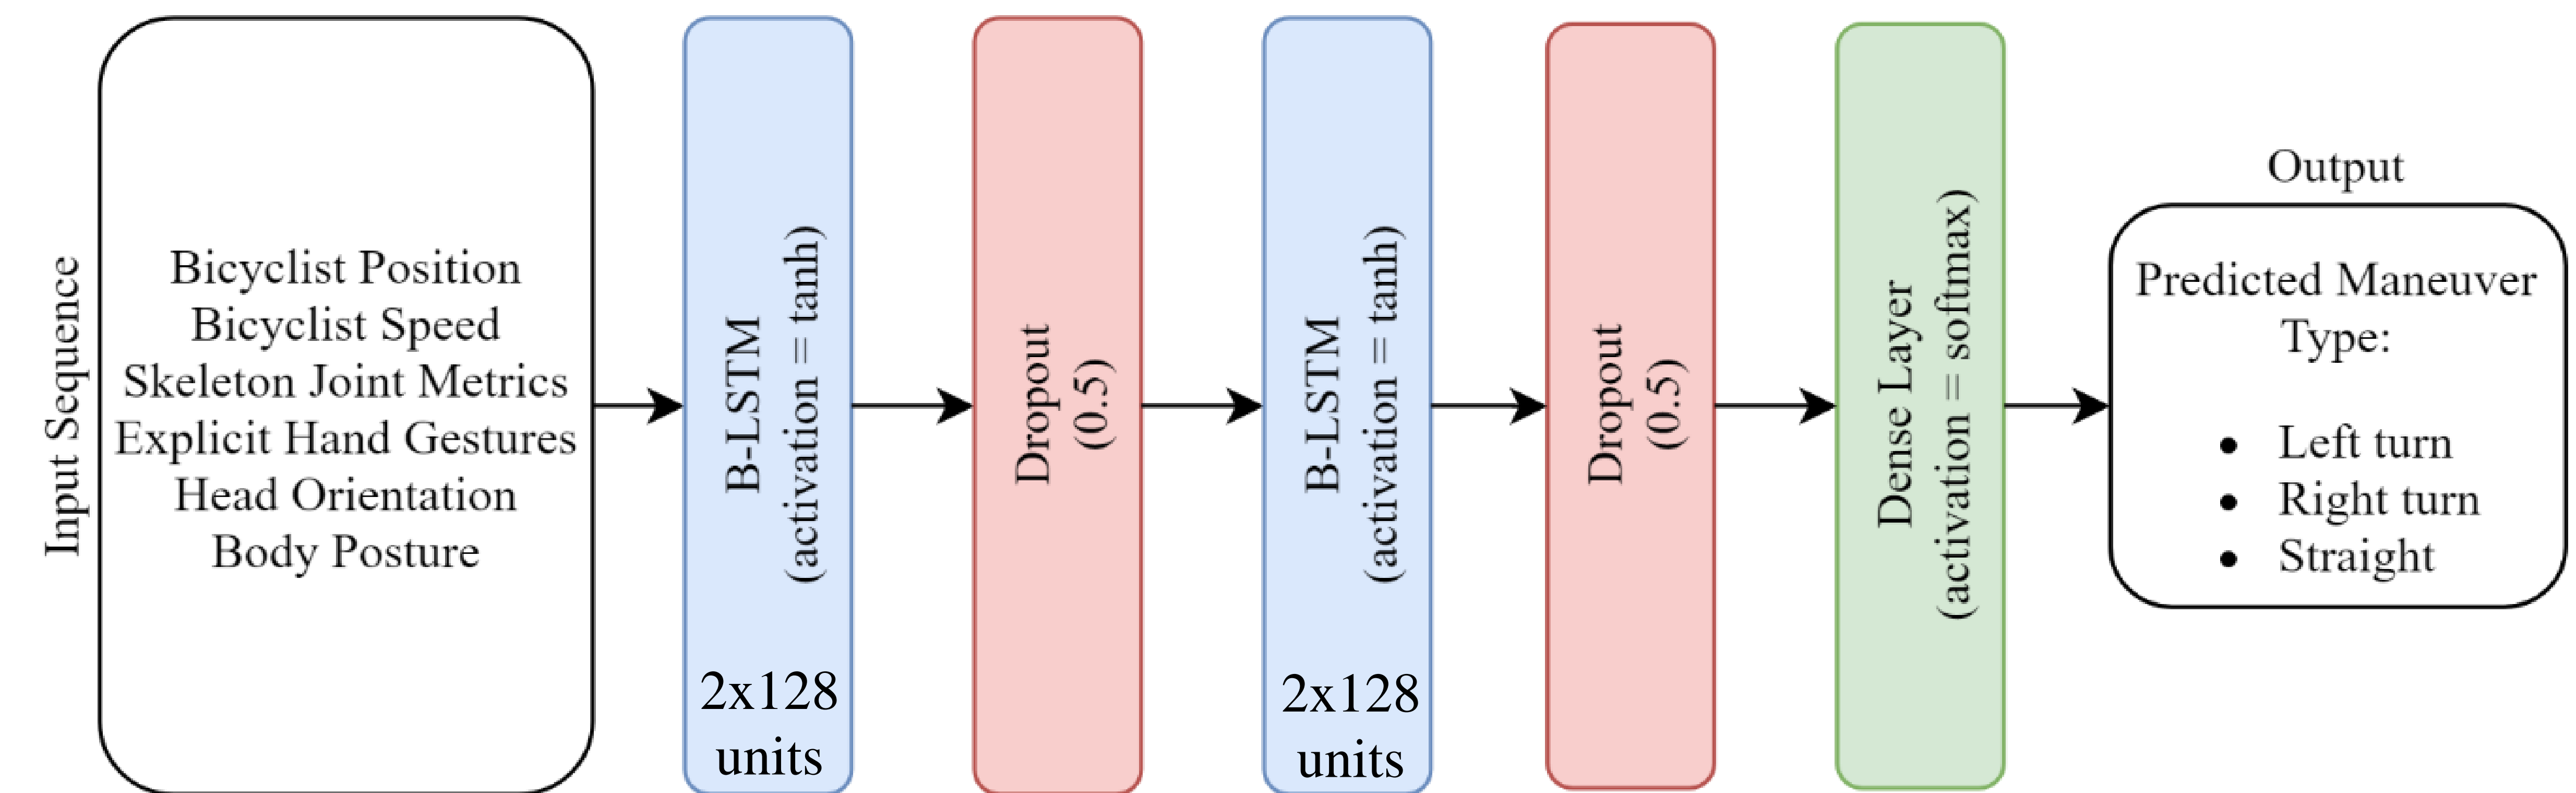 Input Sequence
Bicyclist Position
Bicyclist Speed
Skeleton Joint Metrics
Explicit Hand Gestures
Head Orientation
Body Posture
B-LSTM
(activation = tanh)
2x128
units
Dropout
(0.5)
B-LSTM
(activation = tanh)
2x128
units
Dropout
(0.5)
Dense Layer
(activation = softmax)
Output
Predicted Maneuver
Type:
• Left turn
• Right turn
• Straight